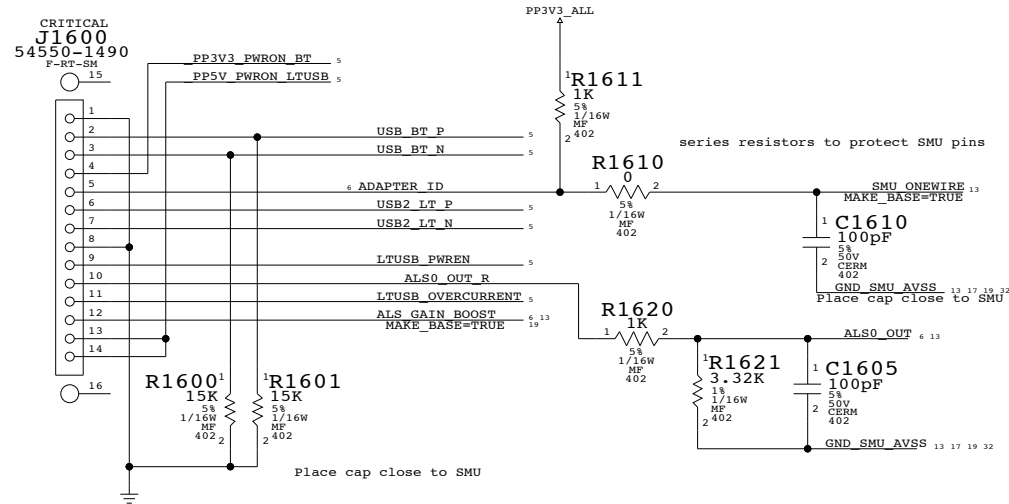 CRITICAL
J1600
54550-1490
F-RT-SM
15
1
2
3
4
5
6
7
8
9
10
11
12
13
14
16
_PP3V3_PWRON_BT 5
_PP5V_PWRON_LTUSB 5
USB_BT_P 5
USB_BT_N 5
6 ADAPTER_ID
USB2_LT_P 5
USB2_LT_N 5
LTUSB_PWREN 5
ALS0_OUT_R
LTUSB_OVERCURRENT 5
ALS_GAIN_BOOST 6 13
MAKE_BASE=TRUE 19
PP3V3_ALL
1 R1611
1K
5%
1/16W
MF
2 402
series resistors to protect SMU pins
R1610
1 0 2
5%
1/16W
MF
402
SMU_ONEWIRE 13
MAKE_BASE=TRUE
1 C1610
100pF
5%
2 50V
CERM
402
GND_SMU_AVSS 13 17 19 32
Place cap close to SMU
R1620
1 1K 2
5%
1/16W
MF
402
ALS0_OUT 6 13
1 R1621
3.32K
1%
1/16W
MF
2 402
1 C1605
100pF
5%
2 50V
CERM
402
GND_SMU_AVSS 13 17 19 32
R1600 1
15K
5%
1/16W
MF
402 2
1 R1601
15K
5%
1/16W
MF
2 402
Place cap close to SMU